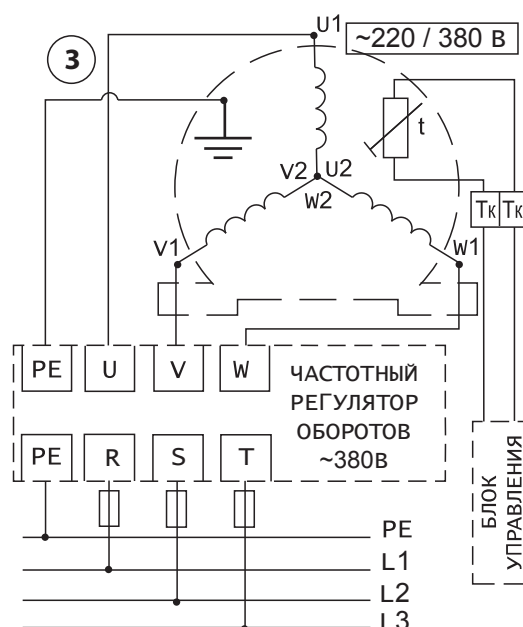 U1
~220 / 380 В
3
t
V2 U2
W2
Тк Тк
V1
W1
PE U V W
ЧАСТОТНЫЙ
РЕГУЛЯТОР
ОБОРОТОВ
~380В
PE R S T
БЛОК
УПРАВЛЕНИЯ
PE
L1
L2
L3